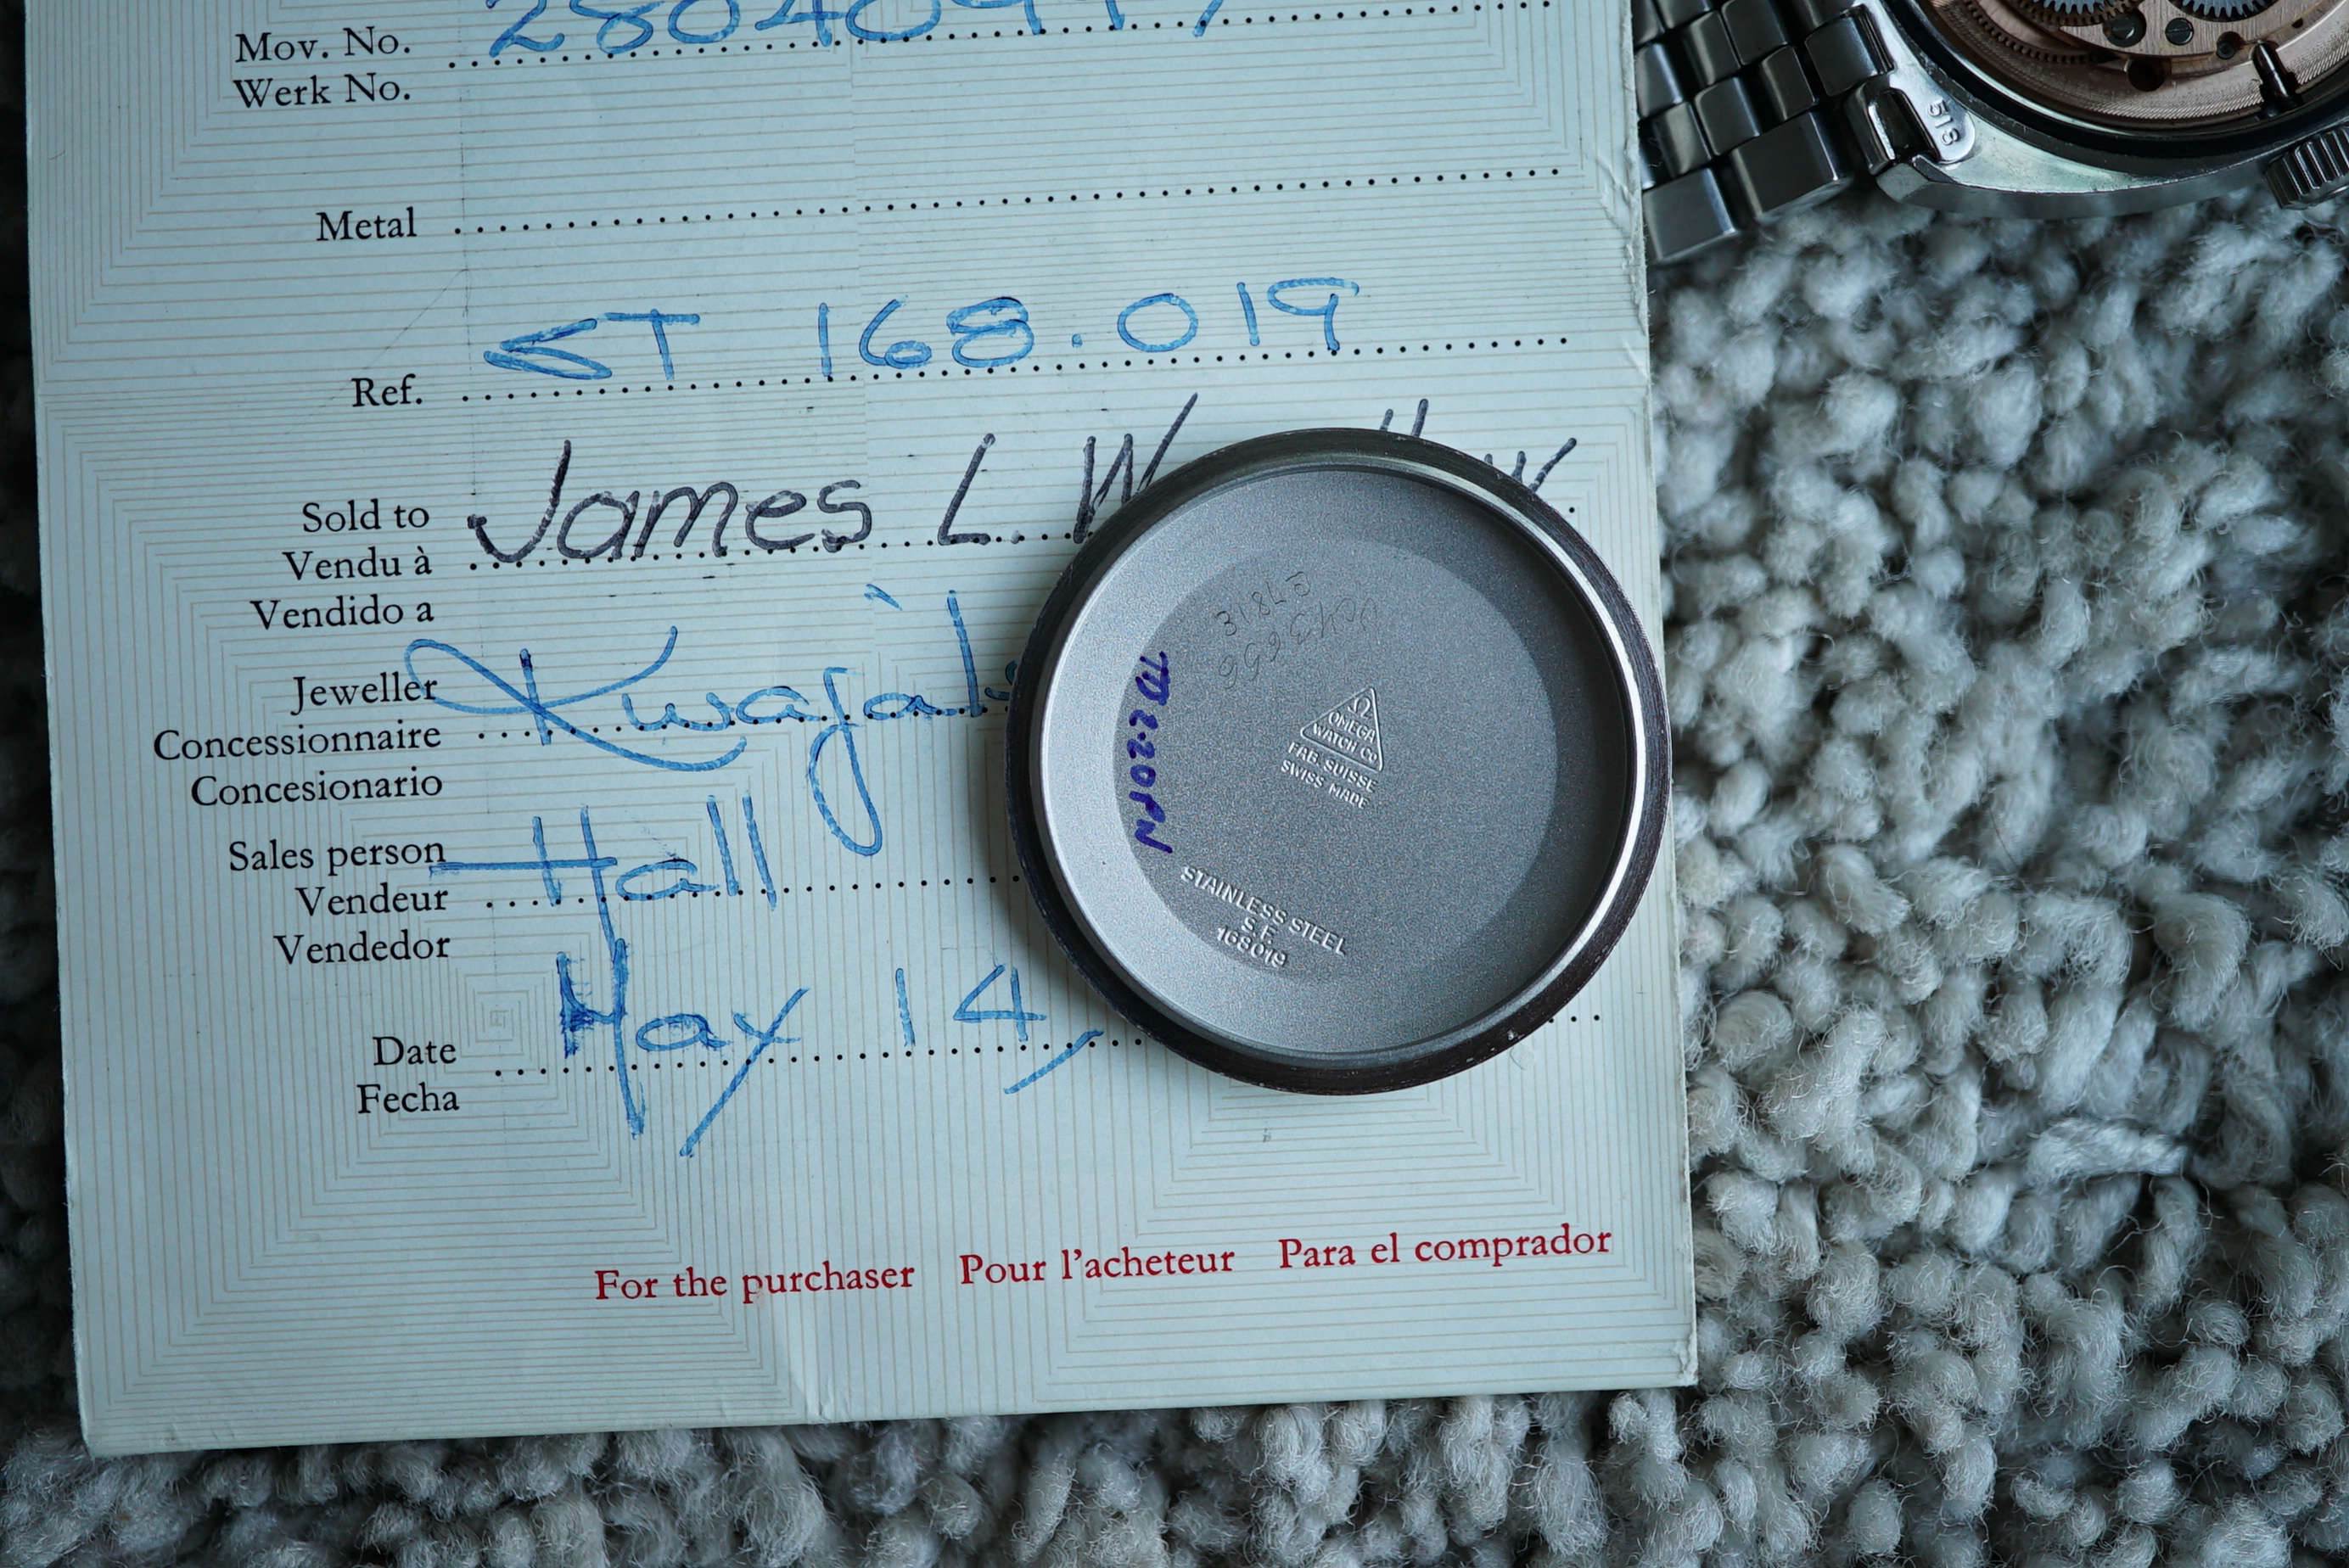 Mov. No.
Werk No.
Metal
Ref. ST 168.019
Sold to James L. W
Vendu à
Vendido a
Jeweller
Concessionnaire Kwajal
Concesionario
Sales person Hall
Vendeur
Vendedor
Date May 14,
Fecha
For the purchaser Pour l'acheteur Para el comprador
Ω
OMEGA
WATCH CO
FAB. SUISSE
SWISS MADE
STAINLESS STEEL
S.F.
168019
518